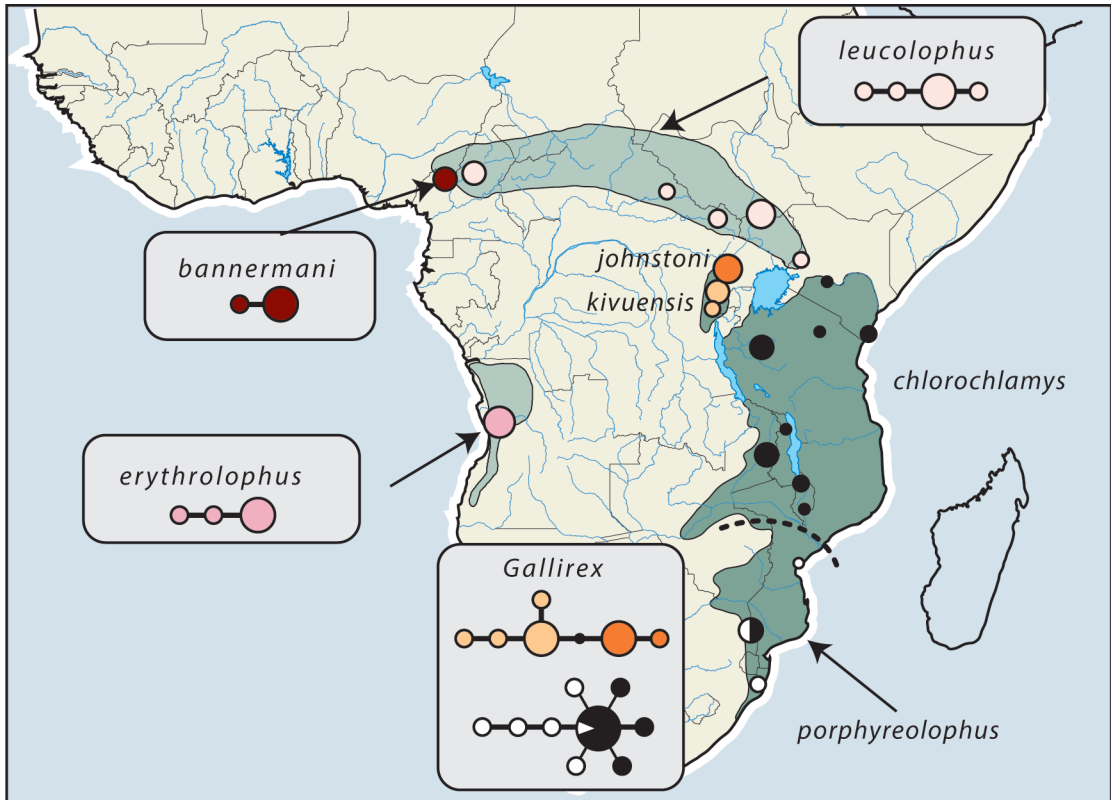 leucolophus
bannermani
johnstoni
kivuensis
chlorochlamys
erythrolophus
Gallirex
porphyreolophus